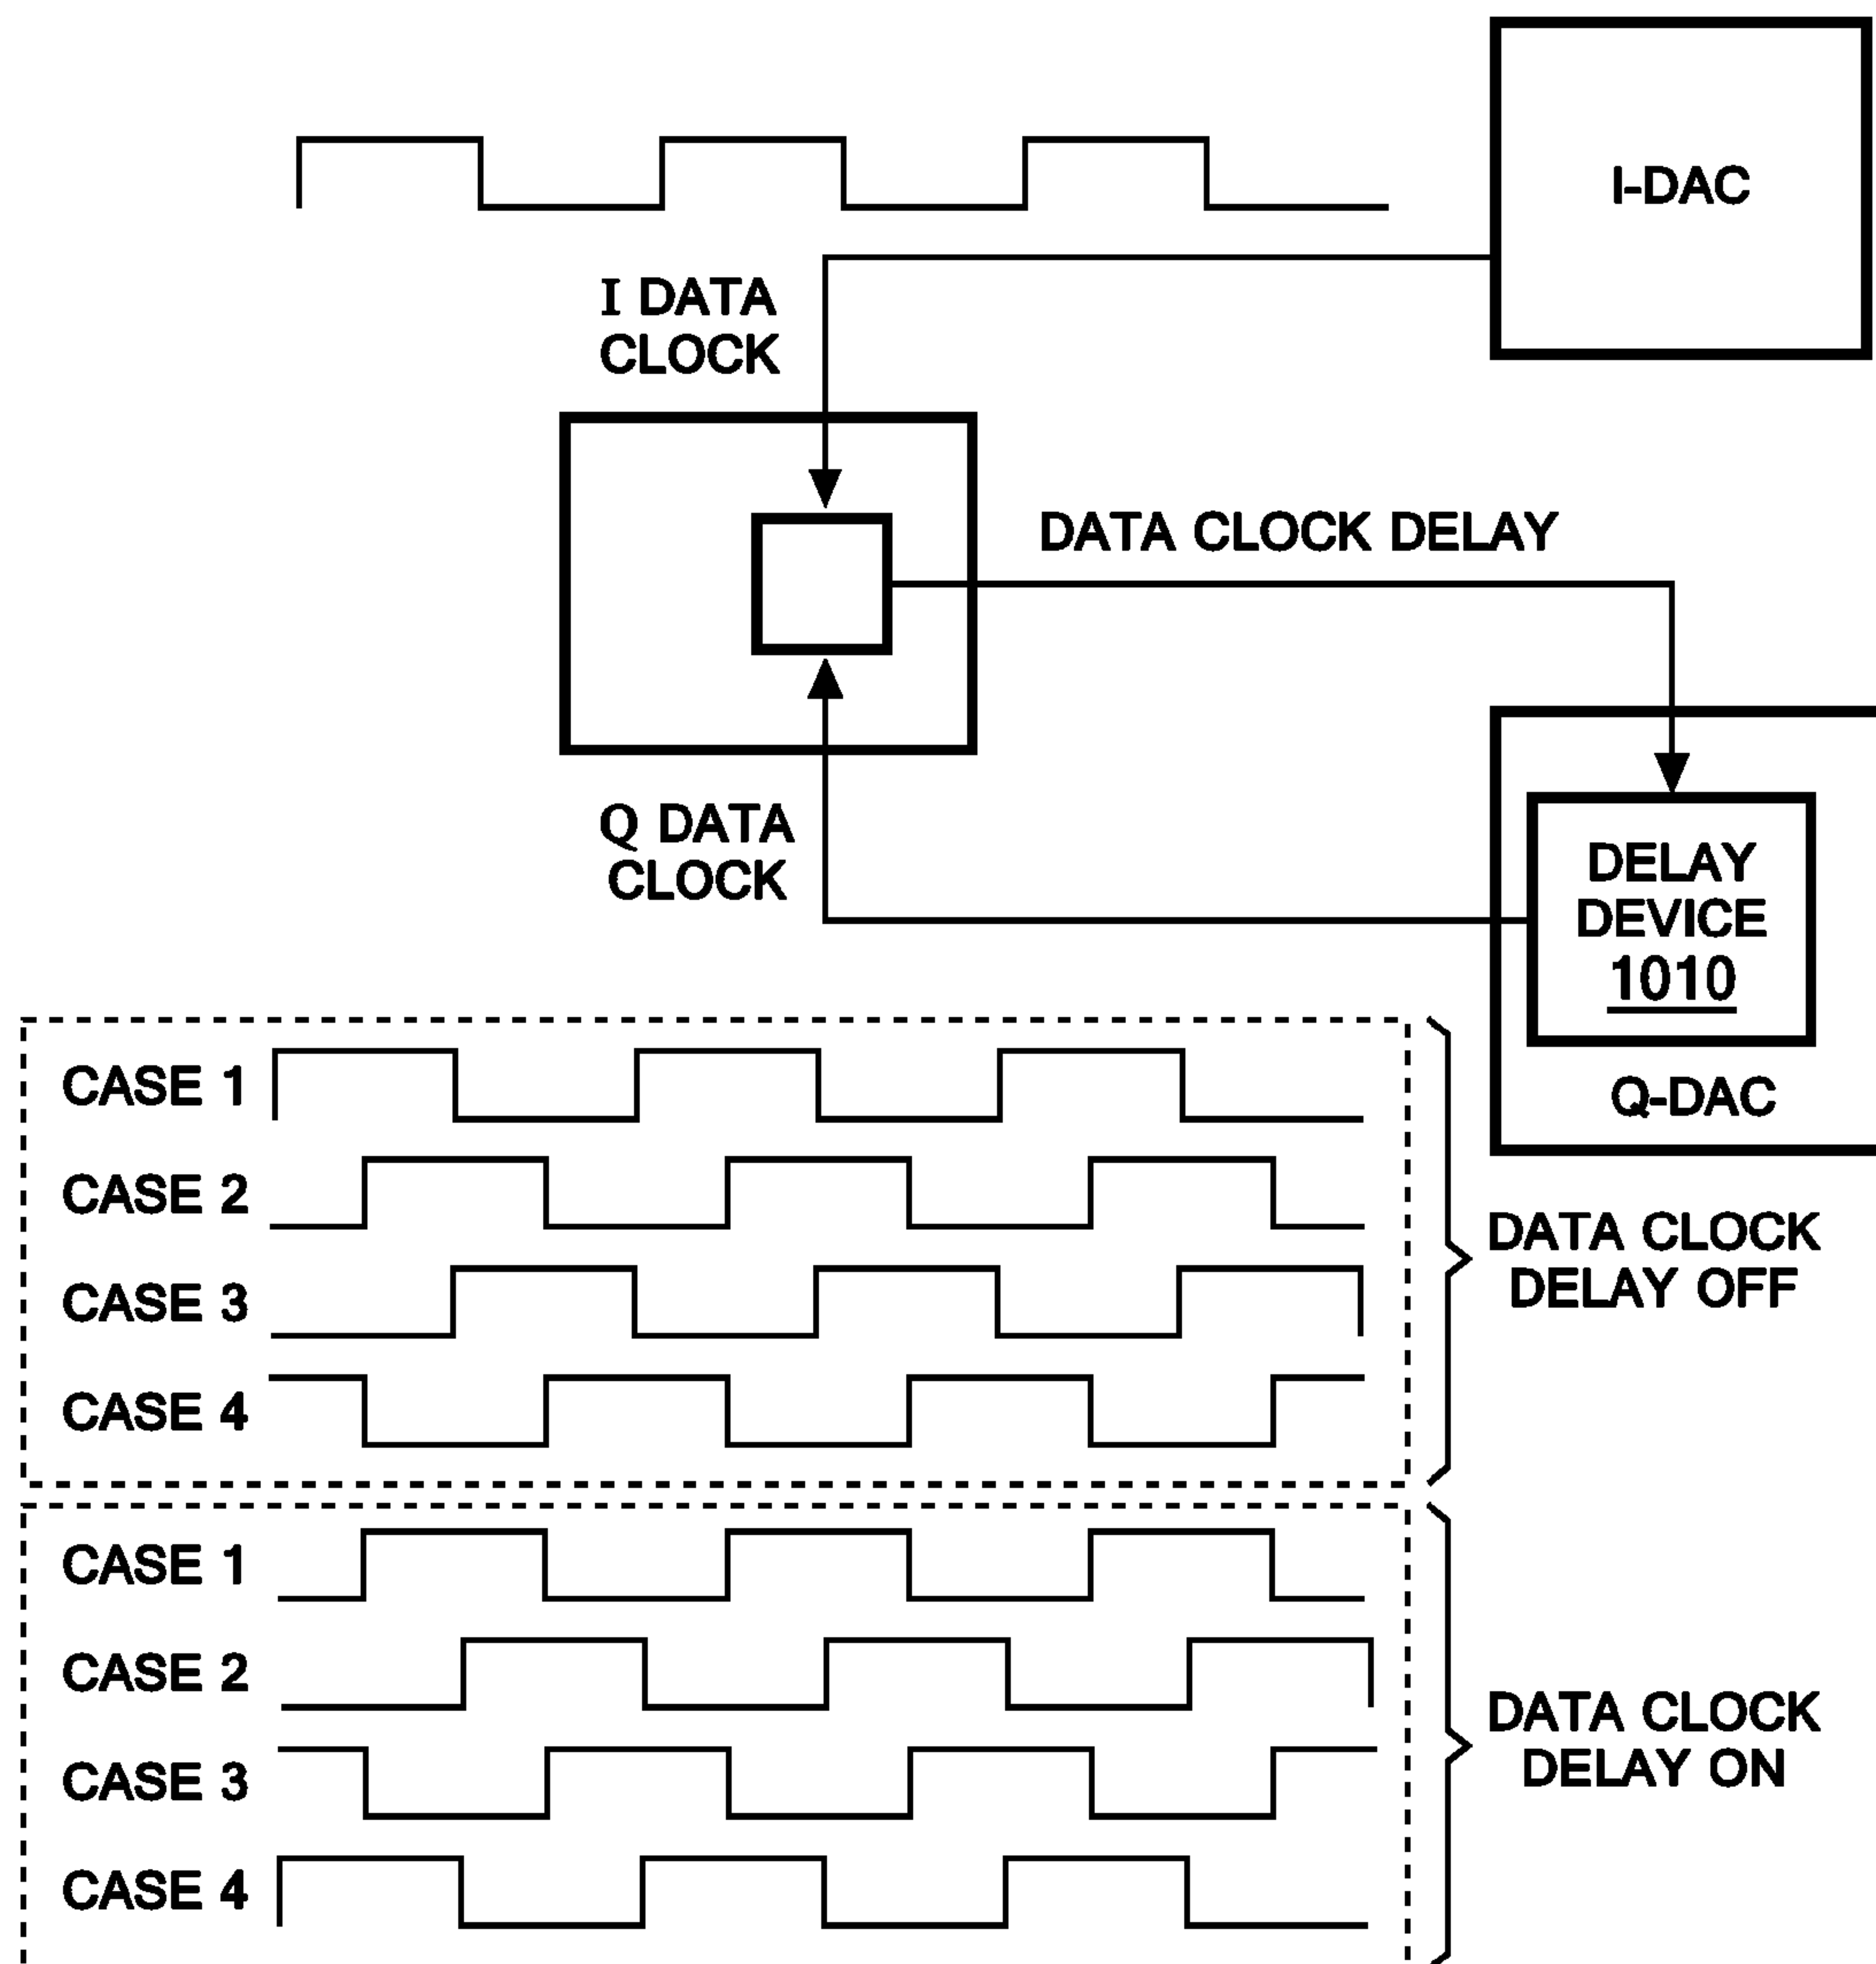 I-DAC
I DATA
CLOCK
DATA CLOCK DELAY
Q DATA
CLOCK
DELAY
DEVICE
1010
Q-DAC
CASE 1
CASE 2
CASE 3
CASE 4
DATA CLOCK
DELAY OFF
CASE 1
CASE 2
CASE 3
CASE 4
DATA CLOCK
DELAY ON